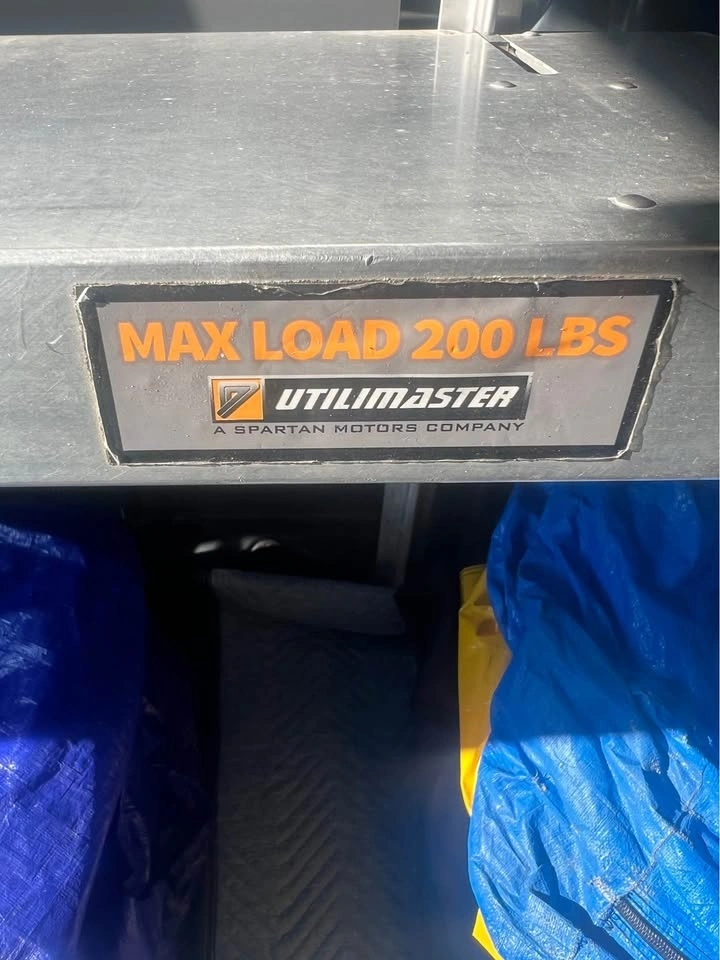 MAX LOAD 200 LBS
UTILIMASTER
A SPARTAN MOTORS COMPANY